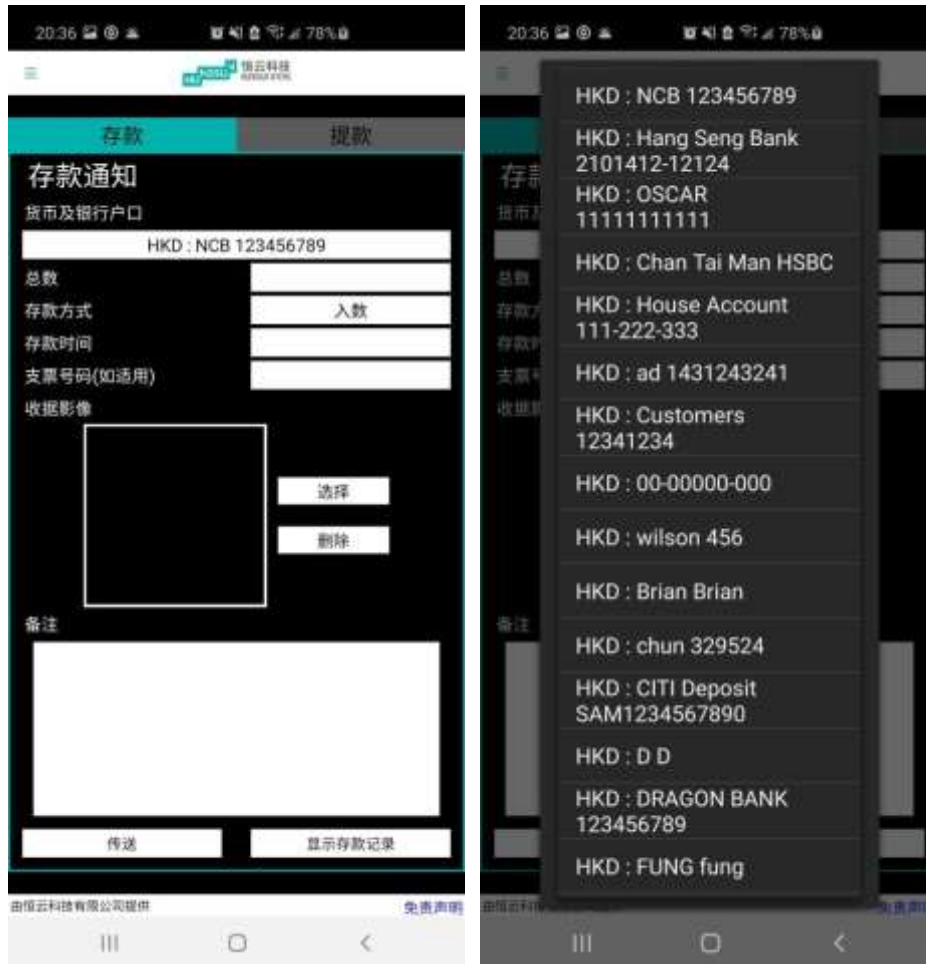 20:36
78%
恒云科技
存款
提款
存款通知
货币及银行户口
HKD : NCB 123456789
总数
存款方式
入数
存款时间
支票号码(如适用)
收据影像
选择
删除
备注
传送
显示存款记录
由恒云科技有限公司提供
免责声明
20:36
78%
HKD : NCB 123456789
HKD : Hang Seng Bank
2101412-12124
HKD : OSCAR
11111111111
HKD : Chan Tai Man HSBC
HKD : House Account
111-222-333
HKD : ad 1431243241
HKD : Customers
12341234
HKD : 00-00000-000
HKD : wilson 456
HKD : Brian Brian
HKD : chun 329524
HKD : CITI Deposit
SAM1234567890
HKD : D D
HKD : DRAGON BANK
123456789
HKD : FUNG fung